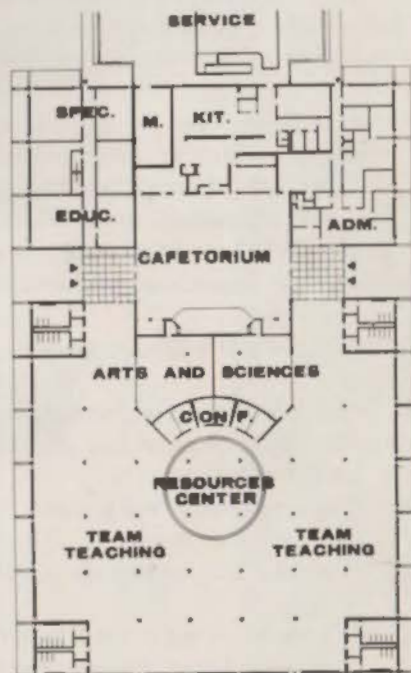 SERVICE
SPEC.
M.
KIT.
EDUC.
ADM.
CAFETORIUM
ARTS AND SCIENCES
CONF.
RESOURCES
CENTER
TEAM
TEACHING
TEAM
TEACHING